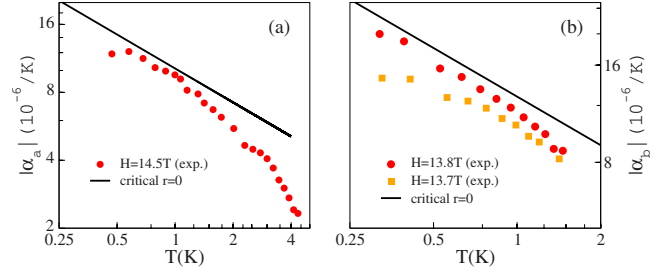 16
8
4
2
|α_a| (10⁻⁶/K)
(a)
H=14.5T (exp.)
critical r=0
0.25 0.5 1 2 4
T(K)
(b)
H=13.8T (exp.)
H=13.7T (exp.)
critical r=0
0.25 0.5 1 2
T(K)
16
8
|α_b| (10⁻⁶/K)